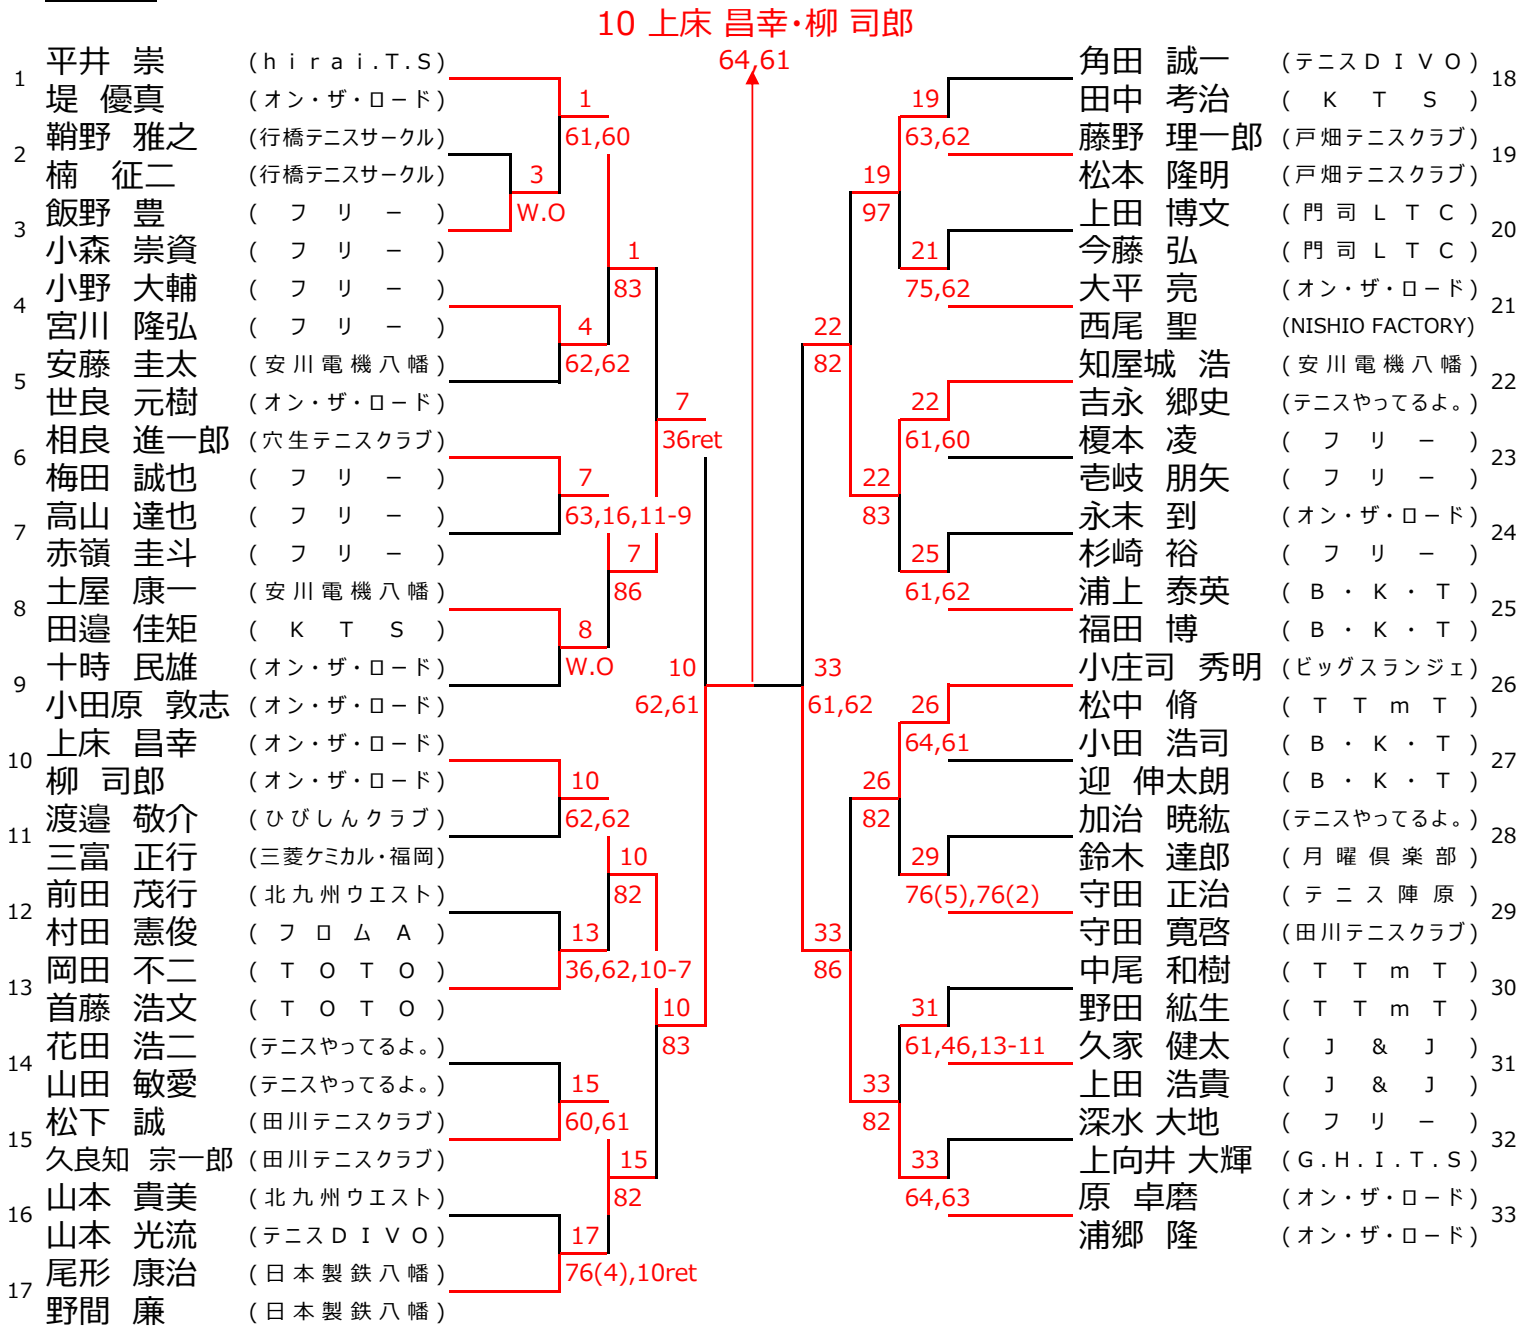 10 上床 昌幸・柳 司郎
64,61
1 平井 崇 (hirai.T.S)
堤 優真 (オン・ザ・ロード)
2 鞘野 雅之 (行橋テニスサークル)
楠 征二 (行橋テニスサークル)
3 飯野 豊 (フリー)
小森 崇資 (フリー)
4 小野 大輔 (フリー)
宮川 隆弘 (フリー)
5 安藤 圭太 (安川電機八幡)
世良 元樹 (オン・ザ・ロード)
6 相良 進一郎 (穴生テニスクラブ)
梅田 誠也 (フリー)
7 高山 達也 (フリー)
赤嶺 圭斗 (フリー)
8 土屋 康一 (安川電機八幡)
田邉 佳矩 (KTS)
9 十時 民雄 (オン・ザ・ロード)
小田原 敦志 (オン・ザ・ロード)
10 上床 昌幸 (オン・ザ・ロード)
柳 司郎 (オン・ザ・ロード)
11 渡邉 敬介 (ひびしんクラブ)
三富 正行 (三菱ケミカル・福岡)
12 前田 茂行 (北九州ウエスト)
村田 憲俊 (フロムA)
13 岡田 不二 (TOTO)
首藤 浩文 (TOTO)
14 花田 浩二 (テニスやってるよ。)
山田 敏愛 (テニスやってるよ。)
15 松下 誠 (田川テニスクラブ)
久良知 宗一郎 (田川テニスクラブ)
16 山本 貴美 (北九州ウエスト)
山本 光流 (テニスDIVO)
17 尾形 康治 (日本製鉄八幡)
野間 廉 (日本製鉄八幡)
1
61,60
3
W.O
1
83
4
62,62
7
36ret
7
63,16,11-9
7
86
8
W.O
10
62,61
10
62,62
10
82
13
36,62,10-7
10
83
15
60,61
15
82
17
76(4),10ret
19
63,62
19
97
21
75,62
22
82
22
61,60
22
83
25
61,62
33
61,62
26
64,61
26
82
29
76(5),76(2)
33
86
31
61,46,13-11
33
82
33
64,63
角田 誠一 (テニスDIVO) 18
田中 考治 (KTS)
藤野 理一郎 (戸畑テニスクラブ) 19
松本 隆明 (戸畑テニスクラブ)
上田 博文 (門司LTC) 20
今藤 弘 (門司LTC)
大平 亮 (オン・ザ・ロード) 21
西尾 聖 (NISHIO FACTORY)
知屋城 浩 (安川電機八幡) 22
吉永 郷史 (テニスやってるよ。)
榎本 凌 (フリー) 23
壱岐 朋矢 (フリー)
永末 到 (オン・ザ・ロード) 24
杉崎 裕 (フリー)
浦上 泰英 (B・K・T) 25
福田 博 (B・K・T)
小庄司 秀明 (ビッグスランジェ) 26
松中 脩 (TTmT)
小田 浩司 (B・K・T) 27
迎 伸太朗 (B・K・T)
加治 暁紘 (テニスやってるよ。) 28
鈴木 達郎 (月曜倶楽部)
守田 正治 (テニス陣原) 29
守田 寛啓 (田川テニスクラブ)
中尾 和樹 (TTmT) 30
野田 紘生 (TTmT)
久家 健太 (J&J) 31
上田 浩貴 (J&J)
深水 大地 (フリー) 32
上向井 大輝 (G.H.I.T.S)
原 卓磨 (オン・ザ・ロード) 33
浦郷 隆 (オン・ザ・ロード)